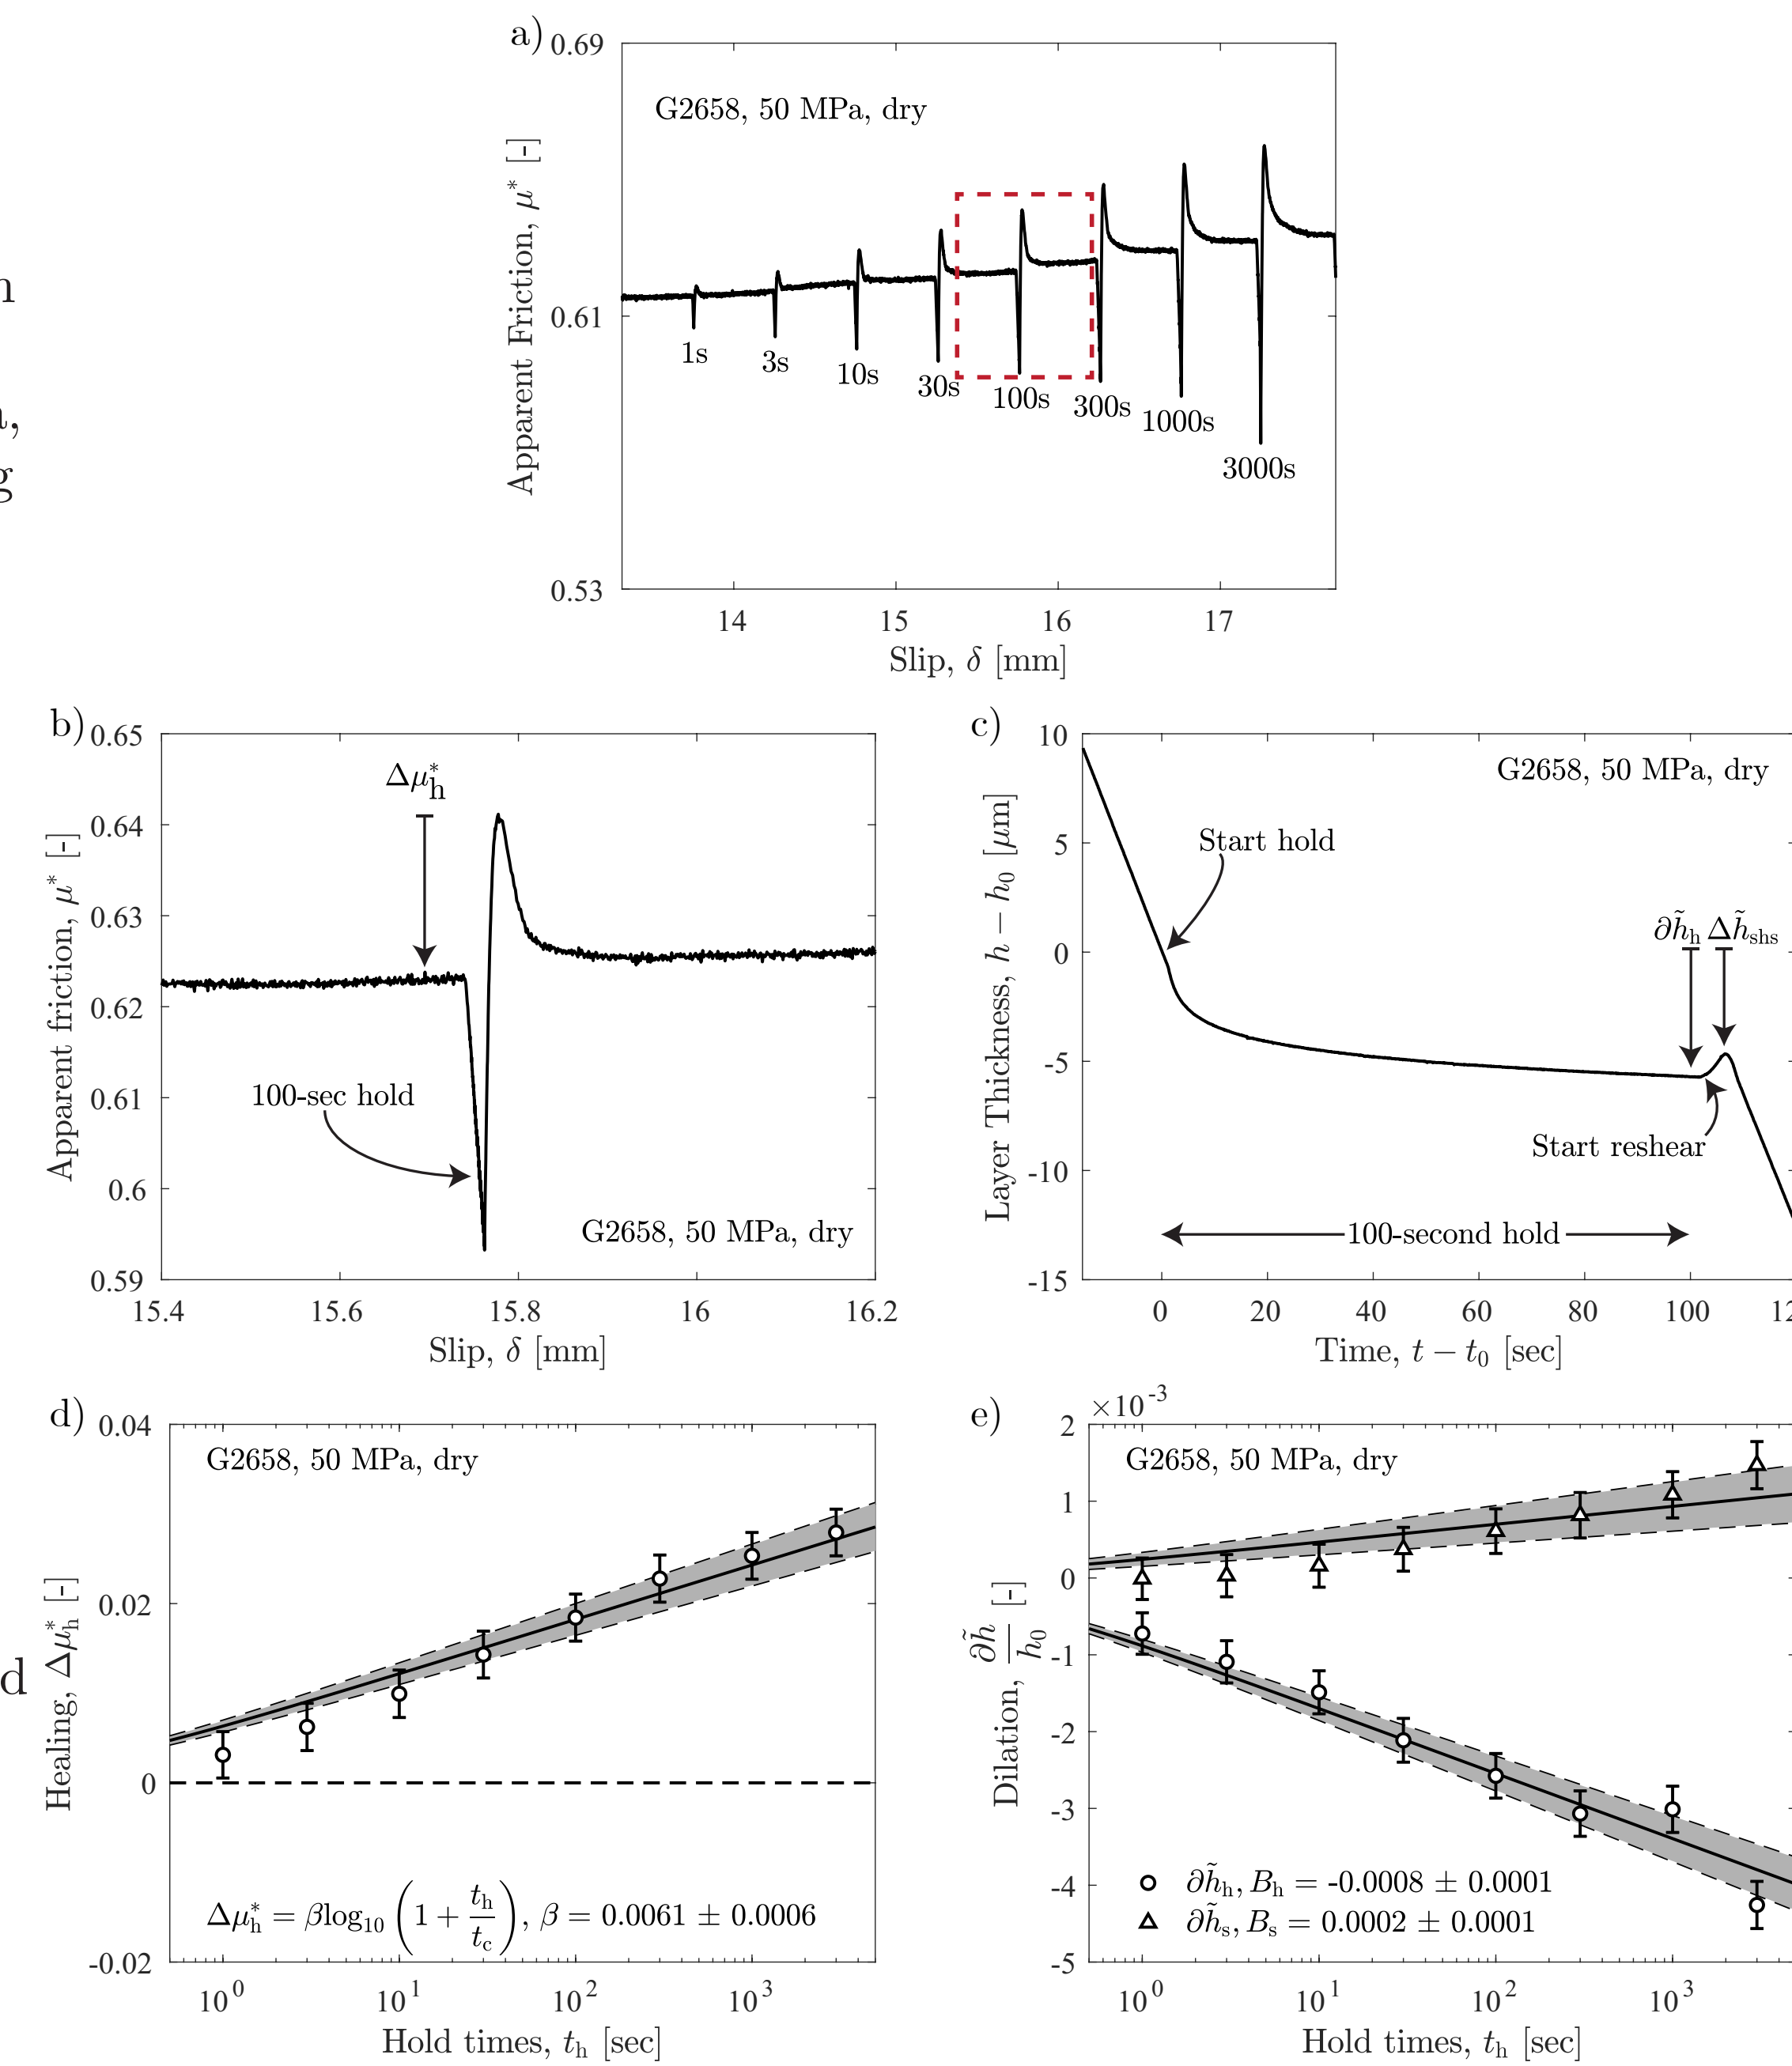 n
a,
g
d
a)
0.69
0.61
0.53
Apparent Friction, μ* [-]
G2658, 50 MPa, dry
1s
3s
10s
30s
100s
300s
1000s
3000s
14
15
16
17
Slip, δ [mm]
b)
0.65
0.64
0.63
0.62
0.61
0.6
0.59
Apparent friction, μ* [-]
Δμ*h
100-sec hold
G2658, 50 MPa, dry
15.4
15.6
15.8
16
16.2
Slip, δ [mm]
c)
10
5
0
-5
-10
-15
Layer Thickness, h − h0 [μm]
G2658, 50 MPa, dry
Start hold
∂h̃h Δh̃shs
Start reshear
100-second hold
0
20
40
60
80
100
12
Time, t − t0 [sec]
d)
0.04
0.02
0
-0.02
Healing, Δμ*h [-]
G2658, 50 MPa, dry
Δμ*h = βlog10 (1 + th/tc), β = 0.0061 ± 0.0006
10^0
10^1
10^2
10^3
Hold times, th [sec]
e)
×10^-3
2
1
0
-1
-2
-3
-4
-5
Dilation, ∂h̃/h0 [-]
G2658, 50 MPa, dry
∂h̃h, Bh = -0.0008 ± 0.0001
∂h̃s, Bs = 0.0002 ± 0.0001
10^0
10^1
10^2
10^3
Hold times, th [sec]